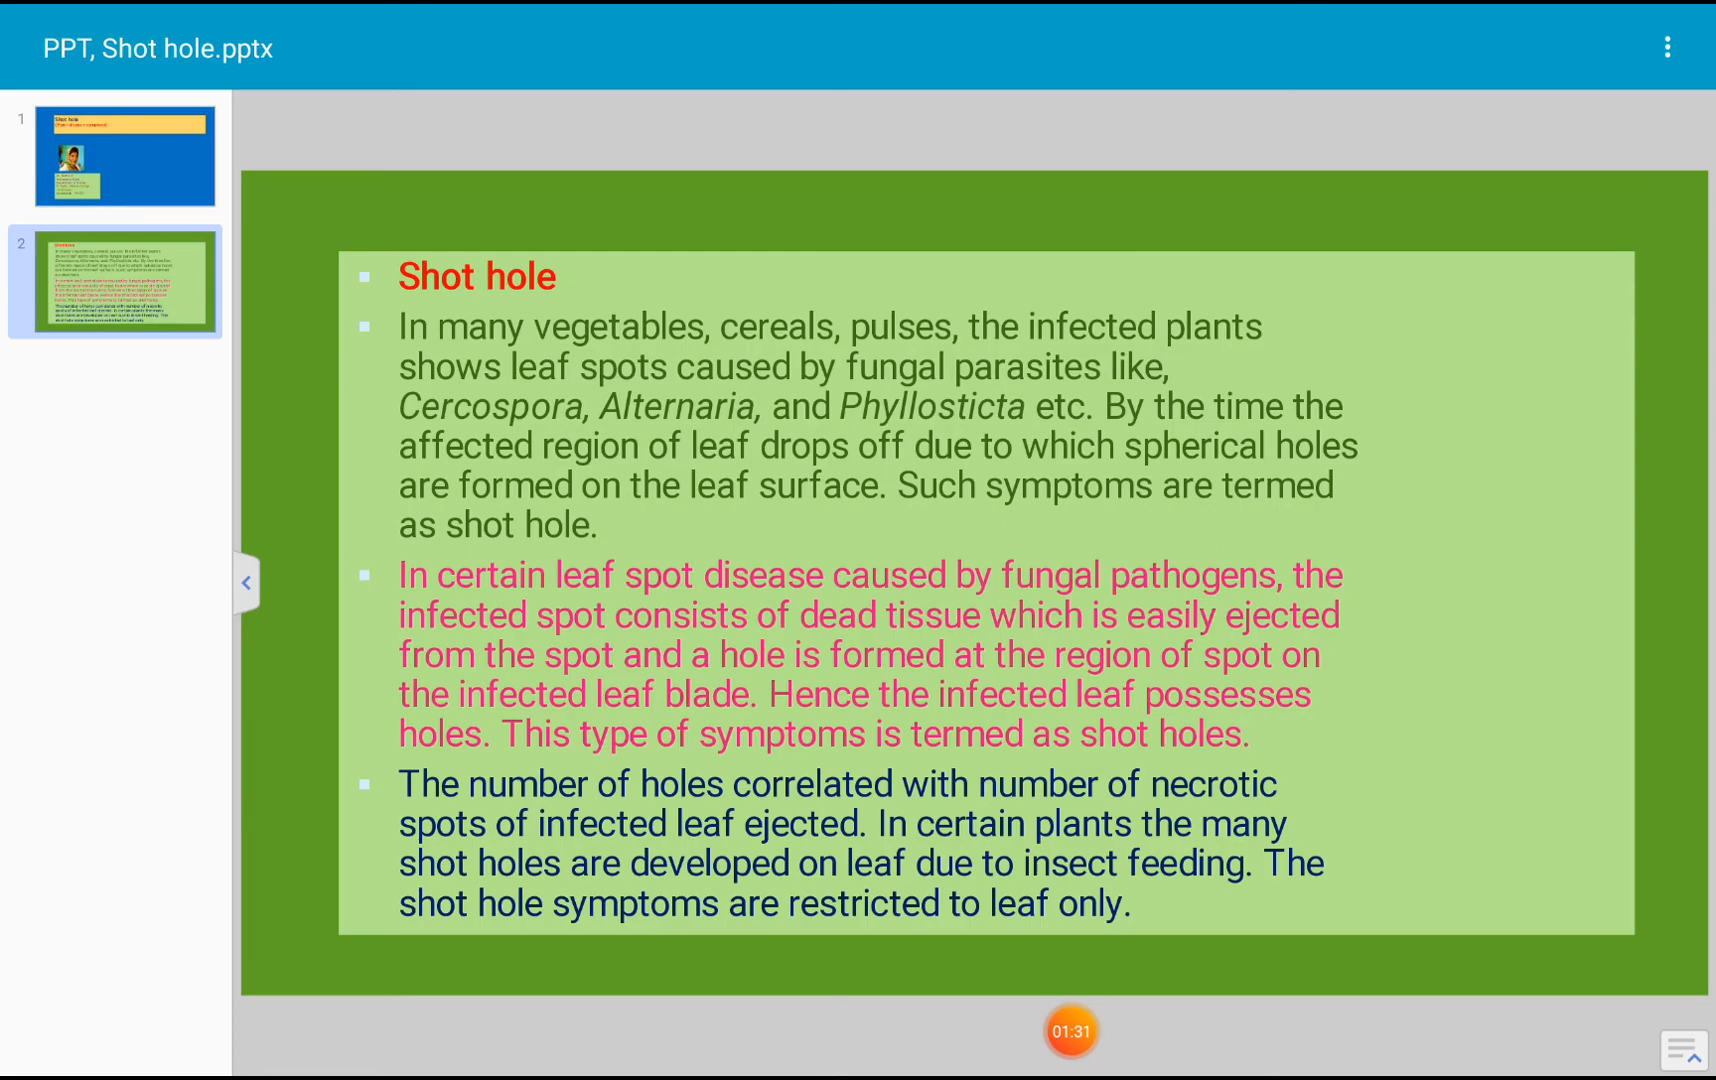 PPT, Shot hole.pptx
1
Shot hole
2
Shot hole
In many vegetables, cereals, pulses, the infected plants
shows leaf spots caused by fungal parasites like,
Cercospora, Alternaria, and Phyllosticta etc. By the time the
affected region of leaf drops off due to which spherical holes
are formed on the leaf surface. Such symptoms are termed
as shot hole.
In certain leaf spot disease caused by fungal pathogens, the
infected spot consists of dead tissue which is easily ejected
from the spot and a hole is formed at the region of spot on
the infected leaf blade. Hence the infected leaf possesses
holes. This type of symptoms is termed as shot holes.
The number of holes correlated with number of necrotic
spots of infected leaf ejected. In certain plants the many
shot holes are developed on leaf due to insect feeding. The
shot hole symptoms are restricted to leaf only.
01:31